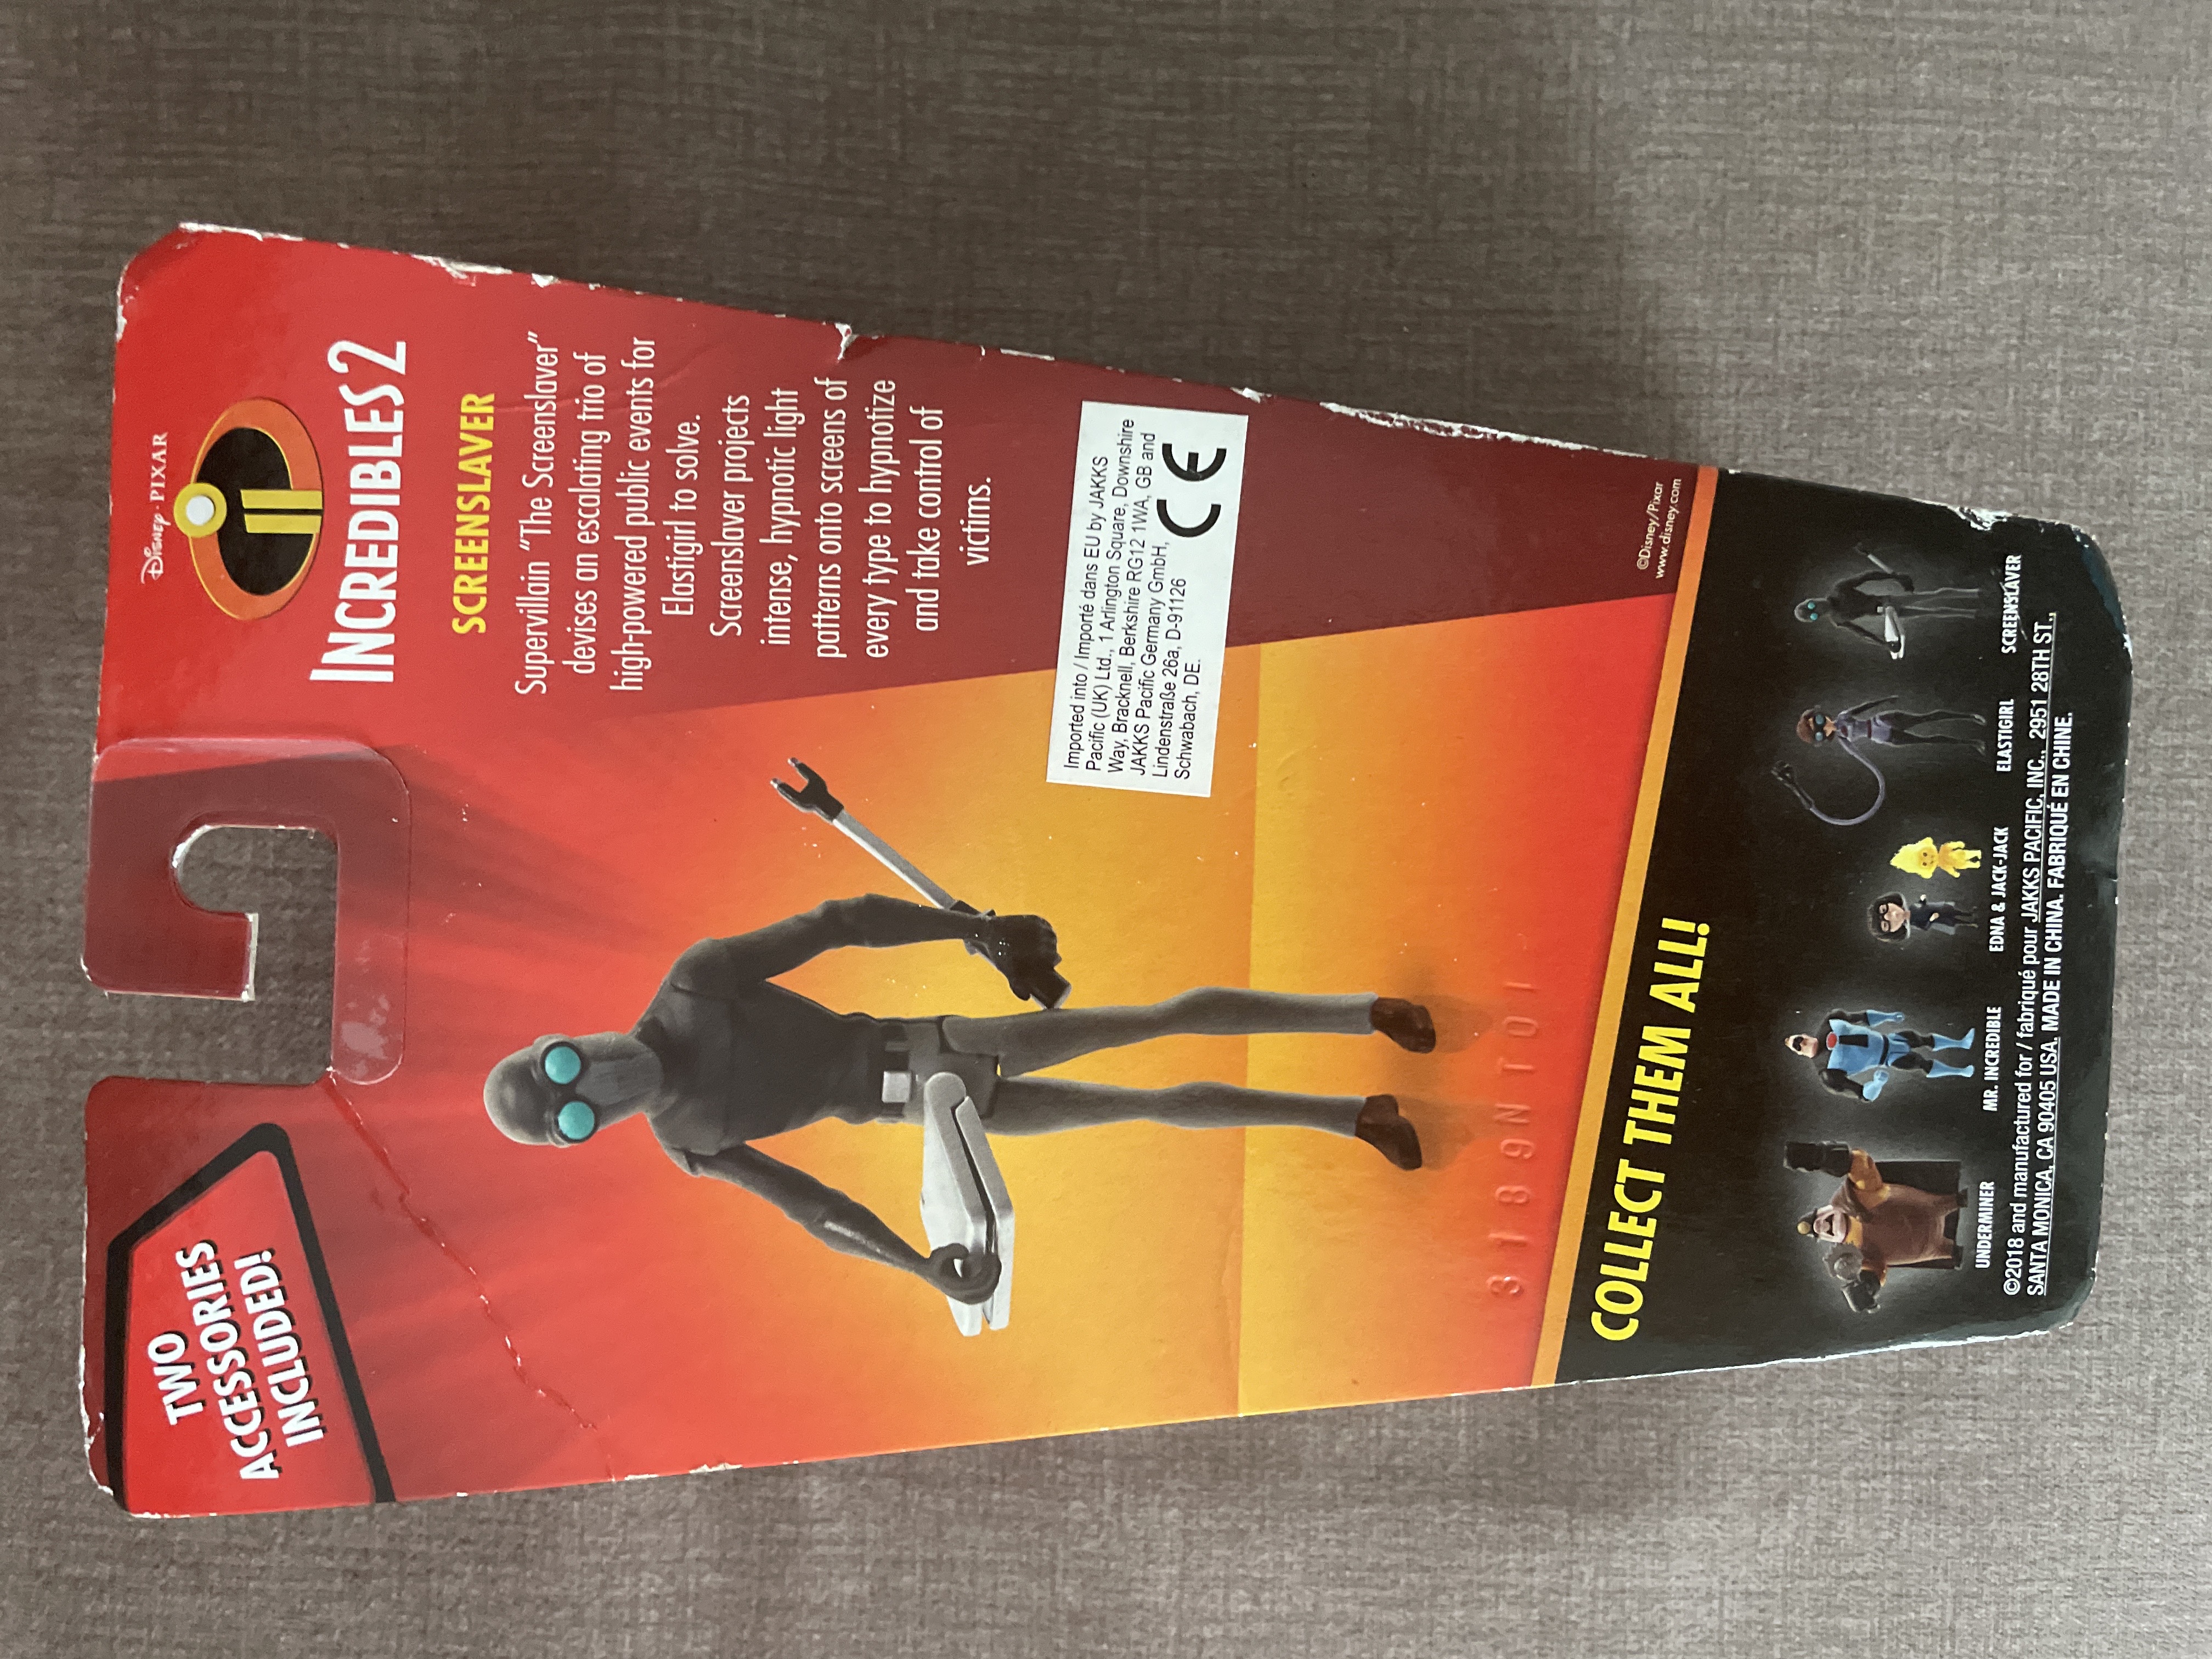 TWO
ACCESSORIES
INCLUDED!
Disney · PIXAR
INCREDIBLES 2
SCREENSLAVER
Supervillain “The Screenslaver”
devises an escalating trio of
high-powered public events for
Elastigirl to solve.
Screenslaver projects
intense, hypnotic light
patterns onto screens of
every type to hypnotize
and take control of
victims.
Imported into / Importé dans EU by JAKKS
Pacific (UK) Ltd., 1 Arlington Square, Downshire
Way, Bracknell, Berkshire RG12 1WA, GB and
JAKKS Pacific Germany GmbH,
Lindenstraße 26a, D-91126
Schwabach, DE.
CE
3189NT01
©Disney/Pixar
www.disney.com
COLLECT THEM ALL!
UNDERMINER
MR. INCREDIBLE
EDNA & JACK-JACK
ELASTIGIRL
SCREENSLAVER
©2018 and manufactured for / fabriqué pour JAKKS PACIFIC, INC., 2951 28TH ST.,
SANTA MONICA, CA 90405 USA. MADE IN CHINA. FABRIQUÉ EN CHINE.